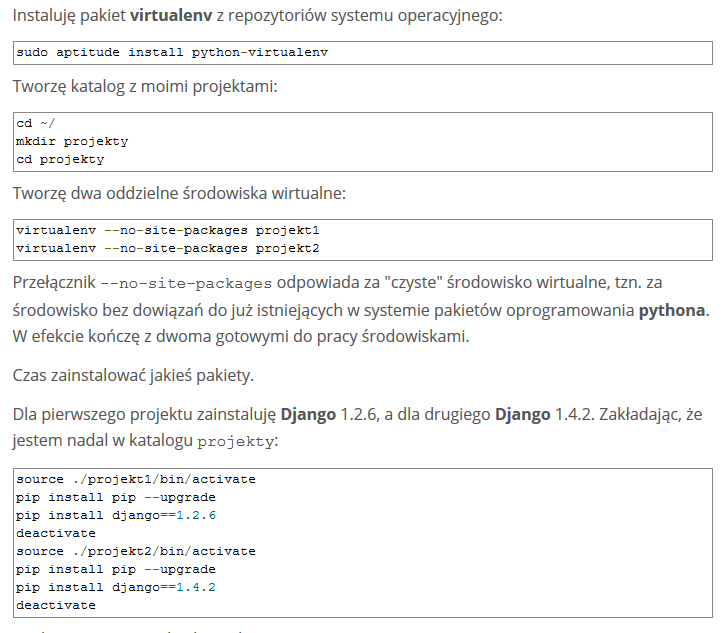 Instaluję pakiet virtualenv z repozytoriów systemu operacyjnego:
sudo aptitude install python-virtualenv
Tworzę katalog z moimi projektami:
cd ~/
mkdir projekty
cd projekty
Tworzę dwa oddzielne środowiska wirtualne:
virtualenv --no-site-packages projekt1
virtualenv --no-site-packages projekt2
Przełącznik --no-site-packages odpowiada za "czyste" środowisko wirtualne, tzn. za
środowisko bez dowiązań do już istniejących w systemie pakietów oprogramowania pythona.
W efekcie kończę z dwoma gotowymi do pracy środowiskami.
Czas zainstalować jakieś pakiety.
Dla pierwszego projektu zainstaluję Django 1.2.6, a dla drugiego Django 1.4.2. Zakładając, że
jestem nadal w katalogu projekty:
source ./projekt1/bin/activate
pip install pip --upgrade
pip install django==1.2.6
deactivate
source ./projekt2/bin/activate
pip install pip --upgrade
pip install django==1.4.2
deactivate